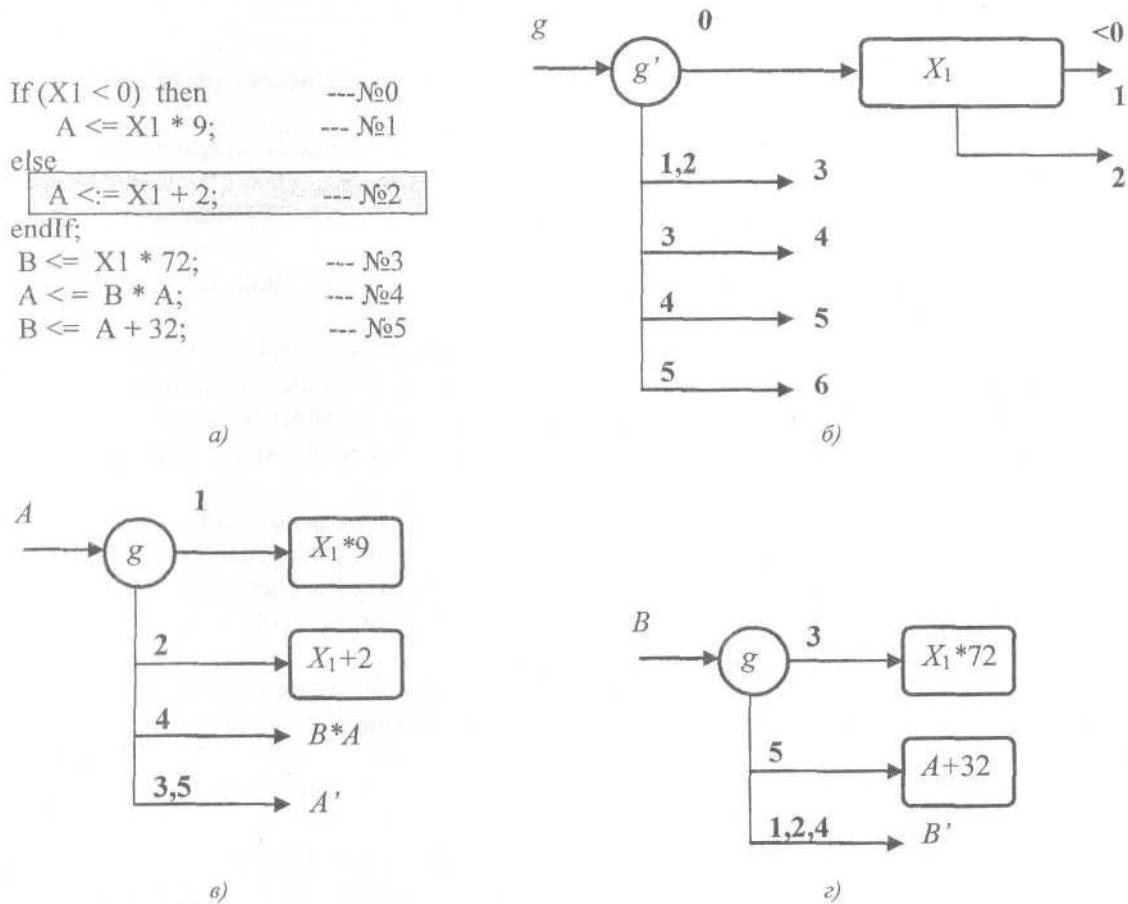 If (X1 < 0) then ---№0
A <= X1 * 9; --- №1
else
A <:= X1 + 2; --- №2
endIf;
B <= X1 * 72; --- №3
A < = B * A; --- №4
B <= A + 32; --- №5
а)
g
g'
0
X1
<0
1
2
1,2
3
3
4
4
5
5
6
б)
A
g
1
X1*9
2
X1+2
4
B*A
3,5
A'
в)
B
g
3
X1*72
5
A+32
1,2,4
B'
г)